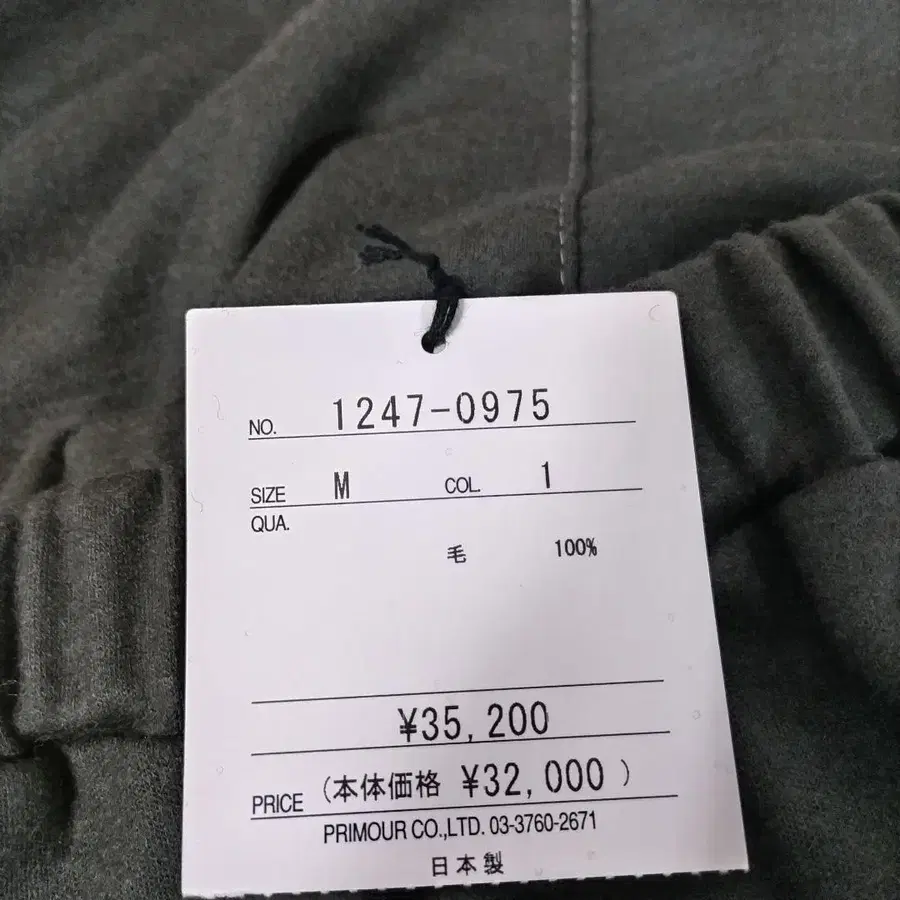 NO. 1247-0975
SIZE M COL. 1
QUA.
毛 100%
¥35,200
PRICE (本体価格 ¥32,000 )
PRIMOUR CO.,LTD. 03-3760-2671
日本製